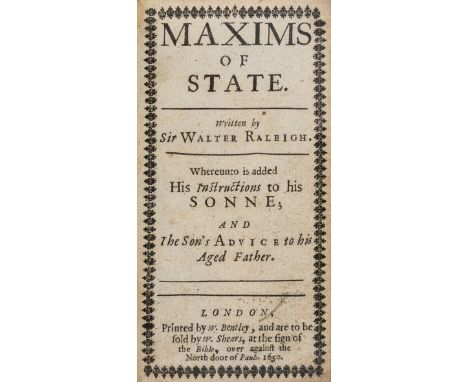 MAXIMS
OF
STATE.
Written by
Sir WALTER RALEIGH.
Whereunto is added
His Instructions to his
SONNE;
AND
The Son's ADVICE to his
Aged Father.
LONDON,
Printed by W. Bentley, and are to be
sold by W. Shears, at the sign of
the Bible, over against the
North door of Pauls. 1650.